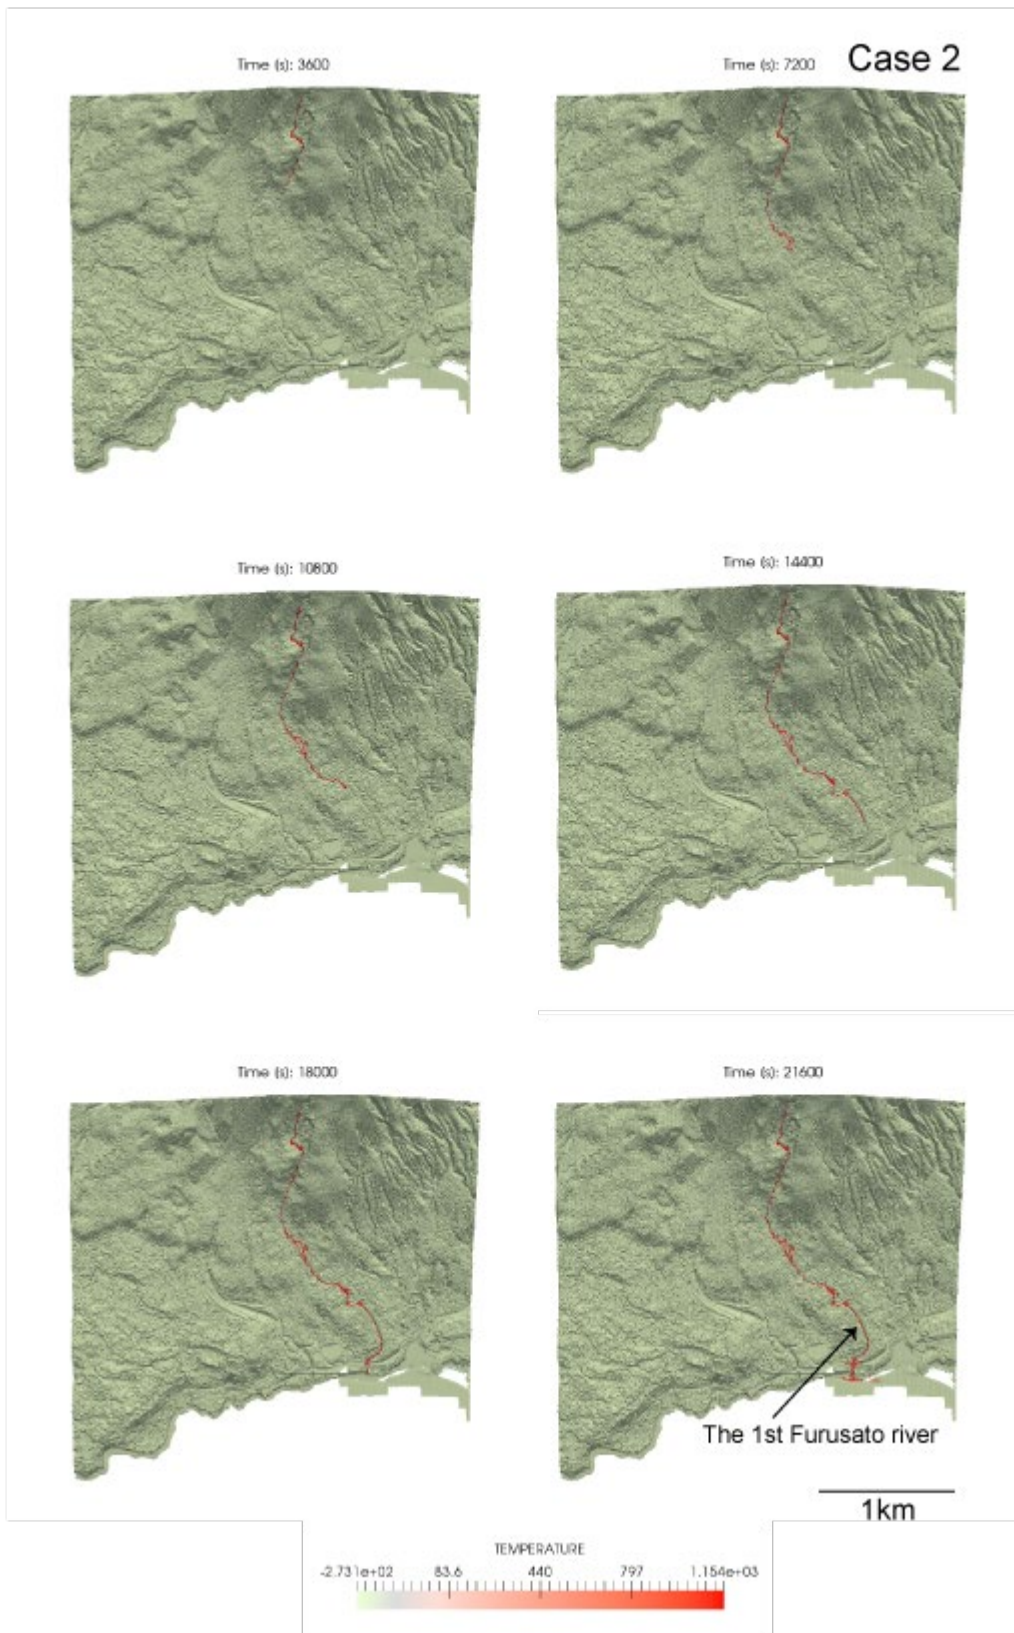 Time (s): 3600
Time (s): 7200
Case 2
Time (s): 10800
Time (s): 14400
Time (s): 18000
Time (s): 21600
The 1st Furusato river
1km
TEMPERATURE
-2.731e+02 83.6 440 797 1.154e+03